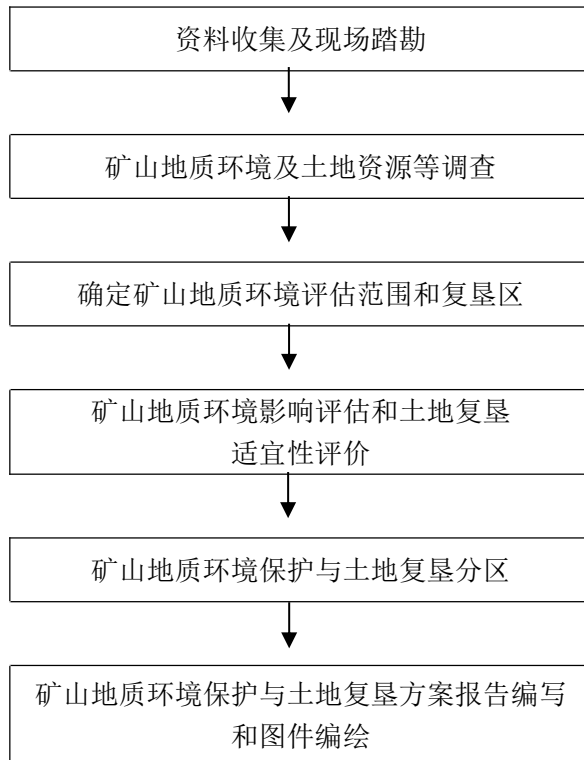 资料收集及现场踏勘
矿山地质环境及土地资源等调查
确定矿山地质环境评估范围和复垦区
矿山地质环境影响评估和土地复垦
适宜性评价
矿山地质环境保护与土地复垦分区
矿山地质环境保护与土地复垦方案报告编写
和图件编绘